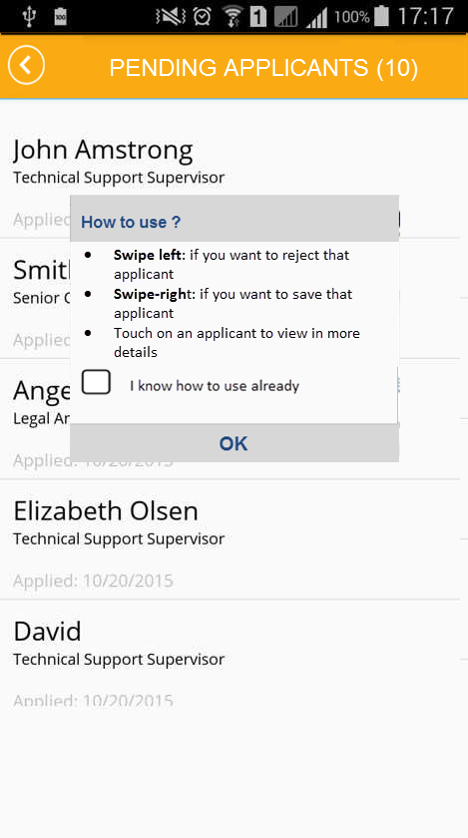 100 1 100% 17:17
PENDING APPLICANTS (10)
John Amstrong
Technical Support Supervisor
Applied
How to use ?
Swipe left: if you want to reject that
applicant
Swipe-right: if you want to save that
applicant
Touch on an applicant to view in more
details
I know how to use already
OK
Smit
Senior
Applied
Ange
Legal
Applied: 10/20/2015
Elizabeth Olsen
Technical Support Supervisor
Applied: 10/20/2015
David
Technical Support Supervisor
Applied: 10/20/2015